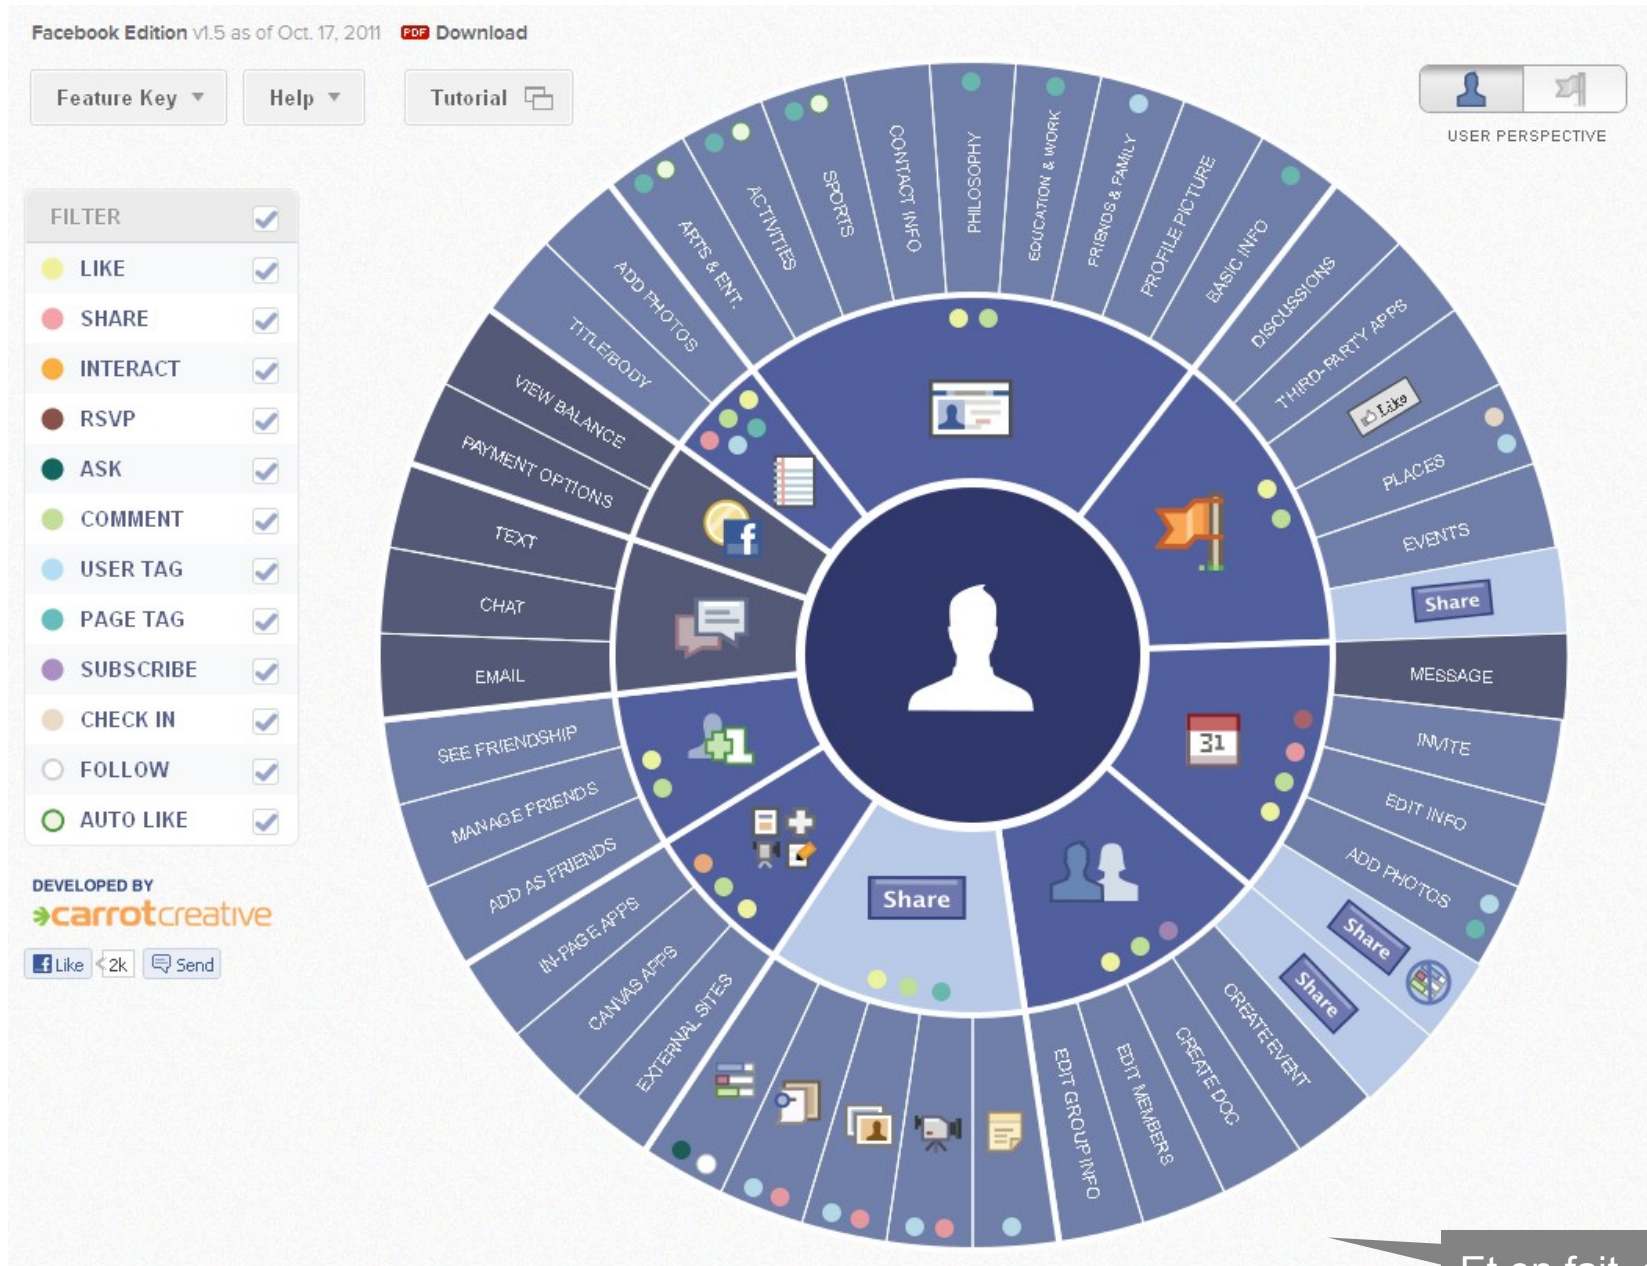 Facebook Edition v1.5 as of Oct. 17, 2011 PDF Download
Feature Key Help Tutorial
USER PERSPECTIVE
FILTER
LIKE
SHARE
INTERACT
RSVP
ASK
COMMENT
USER TAG
PAGE TAG
SUBSCRIBE
CHECK IN
FOLLOW
AUTO LIKE
DEVELOPED BY
carrotcreative
Like 2k Send
TITLE/BODY
ADD PHOTOS
ARTS & ENT.
ACTIVITIES
SPORTS
CONTACT INFO
PHILOSOPHY
EDUCATION & WORK
FRIENDS & FAMILY
PROFILE PICTURE
BASIC INFO
DISCUSSIONS
THIRD-PARTY APPS
Like
PLACES
EVENTS
Share
MESSAGE
INVITE
EDIT INFO
ADD PHOTOS
Share
Share
CREATE EVENT
CREATE DOC
EDIT MEMBERS
EDIT GROUP INFO
EXTERNAL SITES
CANVAS APPS
IN-PAGE APPS
ADD AS FRIENDS
MANAGE FRIENDS
SEE FRIENDSHIP
EMAIL
CHAT
TEXT
PAYMENT OPTIONS
VIEW BALANCE
f
31
+1
Share
Et en fait